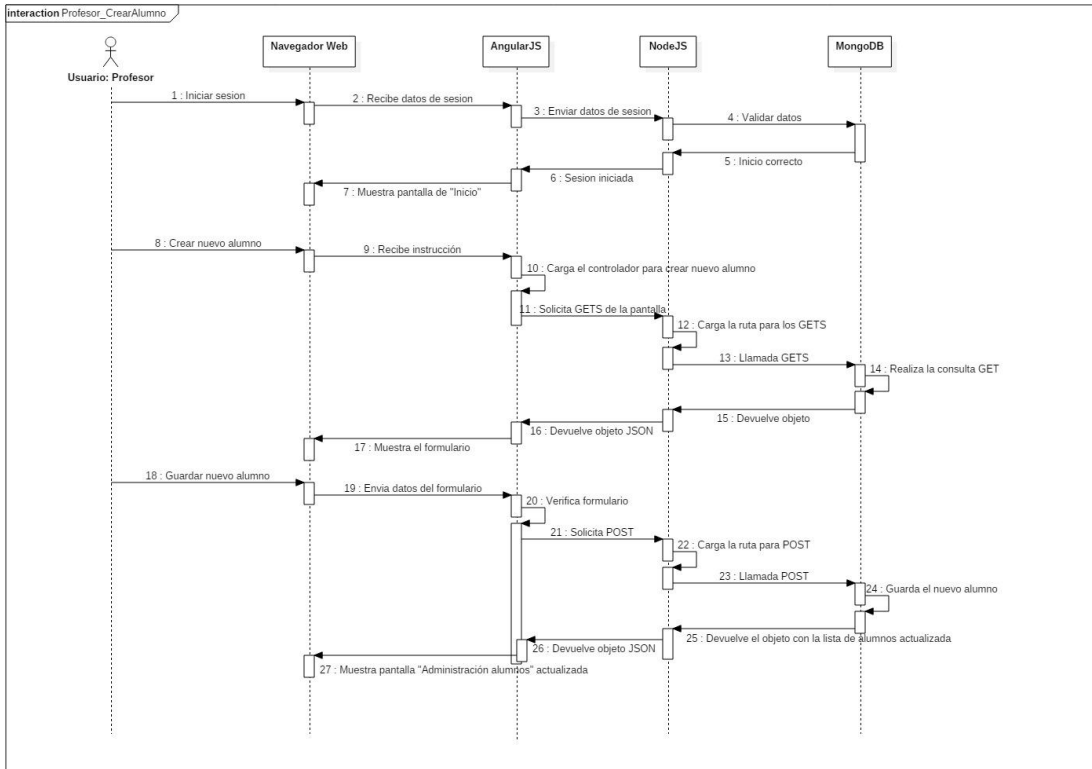 interaction Profesor_CrearAlumno
Usuario: Profesor
Navegador Web
AngularJS
NodeJS
MongoDB
1 : Iniciar sesion
2 : Recibe datos de sesion
3 : Enviar datos de sesion
4 : Validar datos
5 : Inicio correcto
6 : Sesion iniciada
7 : Muestra pantalla de "Inicio"
8 : Crear nuevo alumno
9 : Recibe instrucción
10 : Carga el controlador para crear nuevo alumno
11 : Solicita GETS de la pantalla
12 : Carga la ruta para los GETS
13 : Llamada GETS
14 : Realiza la consulta GET
15 : Devuelve objeto
16 : Devuelve objeto JSON
17 : Muestra el formulario
18 : Guardar nuevo alumno
19 : Envia datos del formulario
20 : Verifica formulario
21 : Solicita POST
22 : Carga la ruta para POST
23 : Llamada POST
24 : Guarda el nuevo alumno
25 : Devuelve el objeto con la lista de alumnos actualizada
26 : Devuelve objeto JSON
27 : Muestra pantalla "Administración alumnos" actualizada